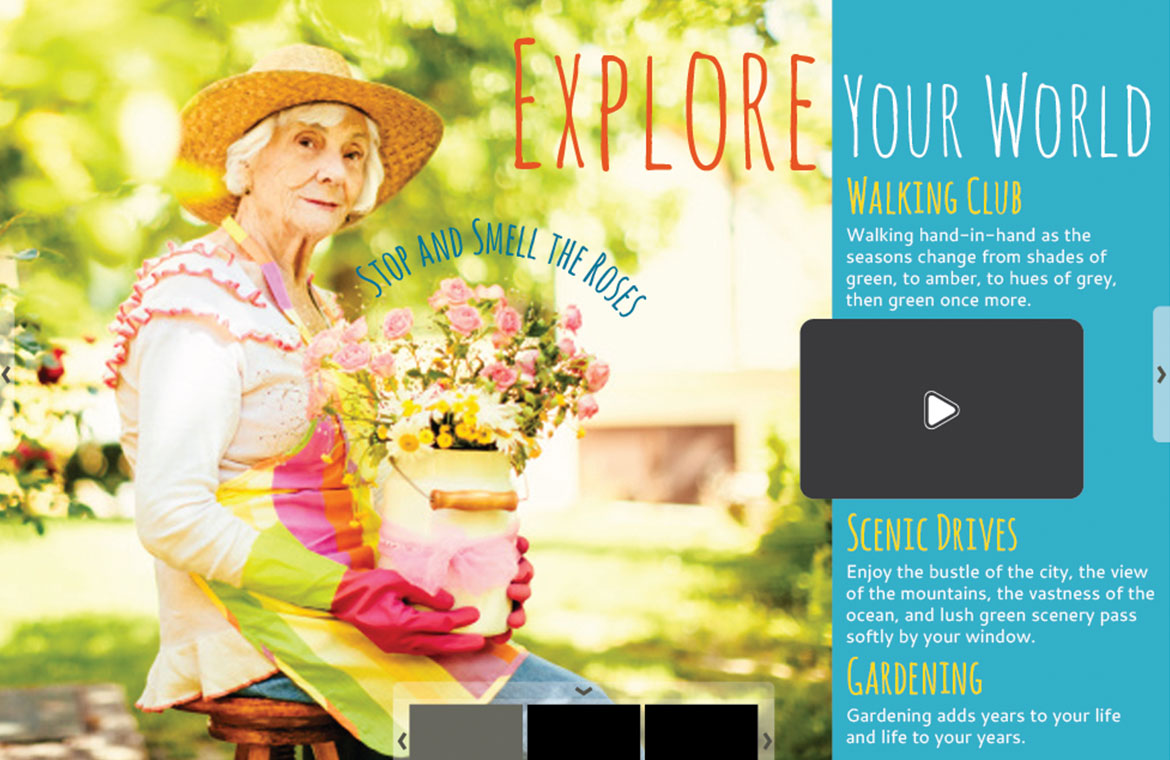 Explore Your World
Stop and Smell the Roses
Walking Club
Walking hand-in-hand as the
seasons change from shades of
green, to amber, to hues of grey,
then green once more.
Scenic Drives
Enjoy the bustle of the city, the view
of the mountains, the vastness of the
ocean, and lush green scenery pass
softly by your window.
Gardening
Gardening adds years to your life
and life to your years.